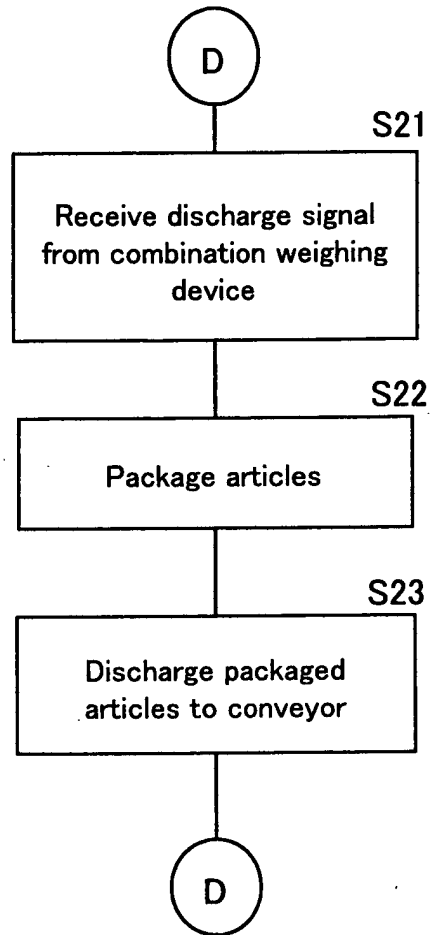 D
S21
Receive discharge signal
from combination weighing
device
S22
Package articles
S23
Discharge packaged
articles to conveyor
D